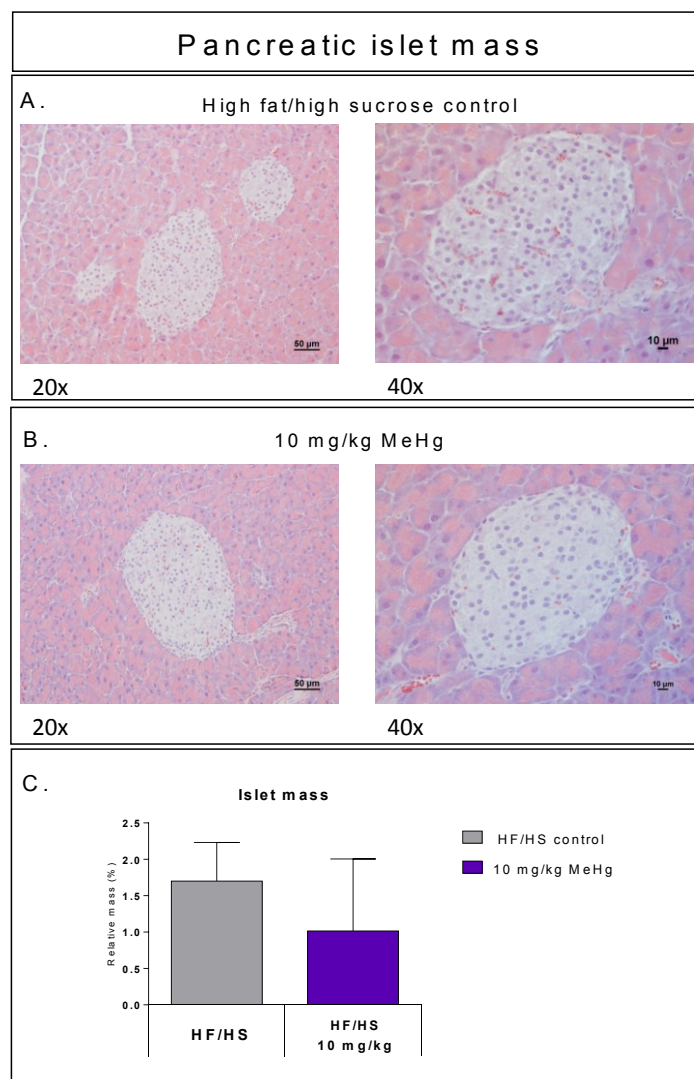 Pancreatic islet mass
A.
High fat/high sucrose control
50 µm
10 µm
20x
40x
B.
10 mg/kg MeHg
50 µm
10 µm
20x
40x
C.
Islet mass
Relative mass (%)
2.5
2.0
1.5
1.0
0.5
0.0
HF/HS
HF/HS
10 mg/kg
HF/HS control
10 mg/kg MeHg